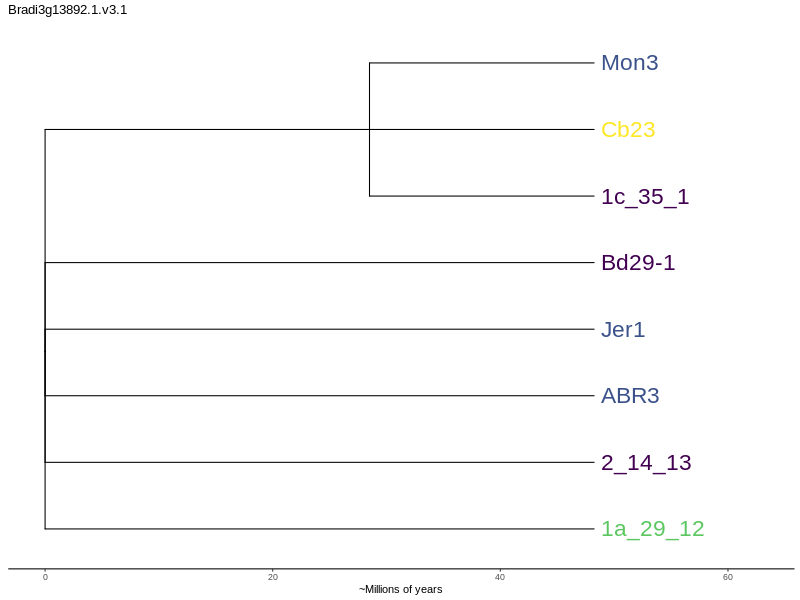 Bradi3g13892.1.v3.1
Mon3
Cb23
1c_35_1
Bd29-1
Jer1
ABR3
2_14_13
1a_29_12
0 20 40 60
~Millions of years